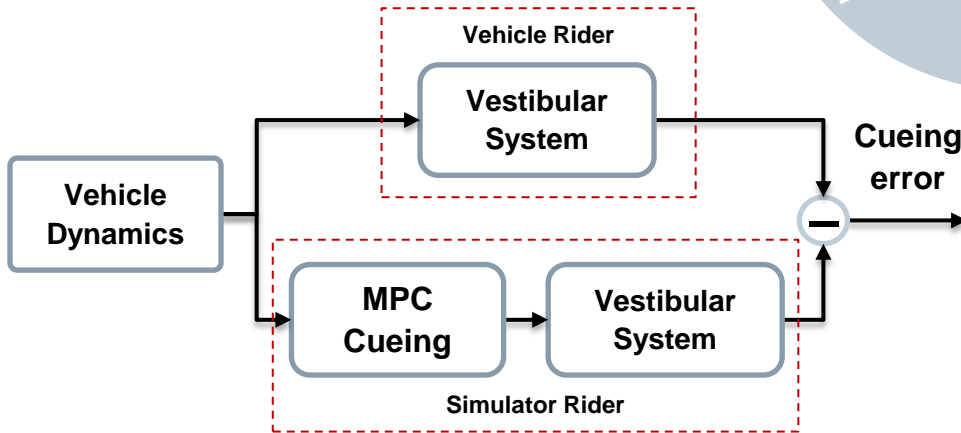 Vehicle Rider
Vestibular
System
Cueing
error
Vehicle
Dynamics
–
MPC
Cueing
Vestibular
System
Simulator Rider